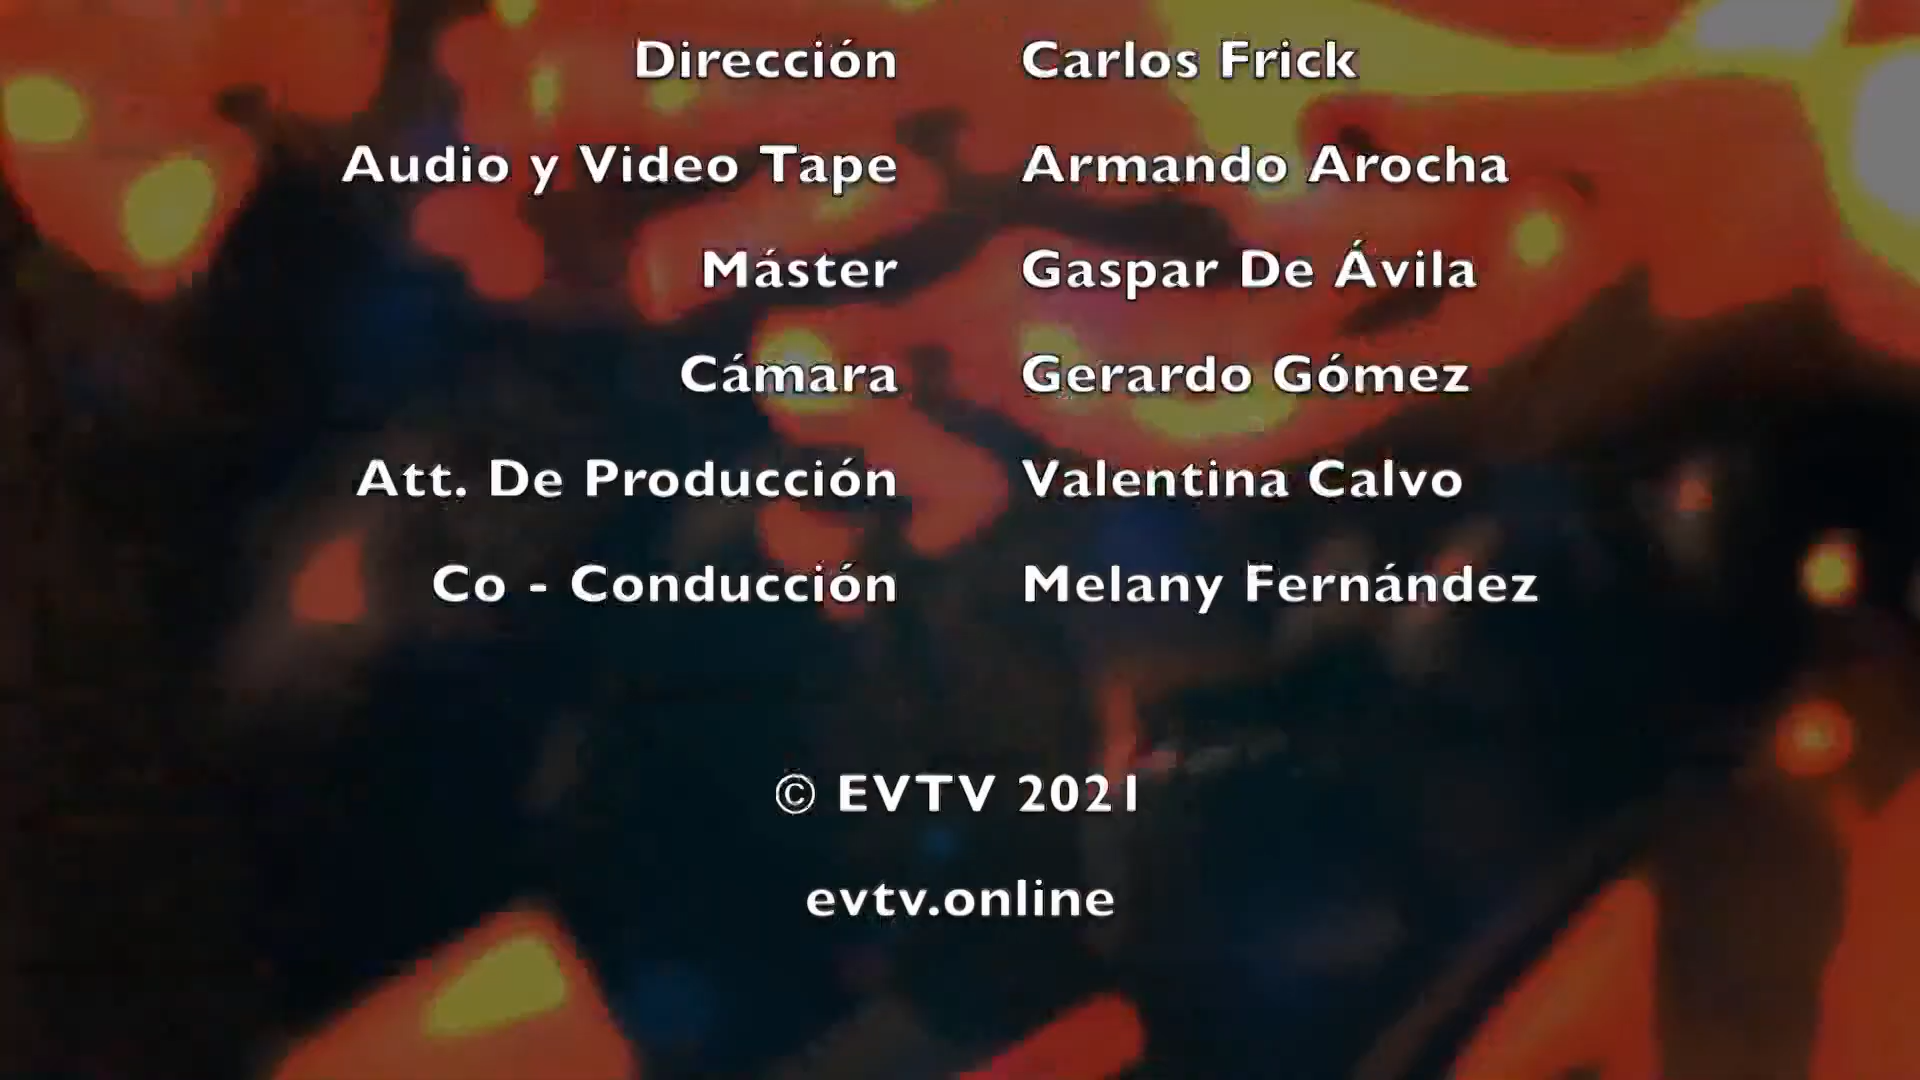 Dirección Carlos Frick
Audio y Video Tape Armando Arocha
Máster Gaspar De Ávila
Cámara Gerardo Gómez
Att. De Producción Valentina Calvo
Co - Conducción Melany Fernández
© EVTV 2021
evtv.online